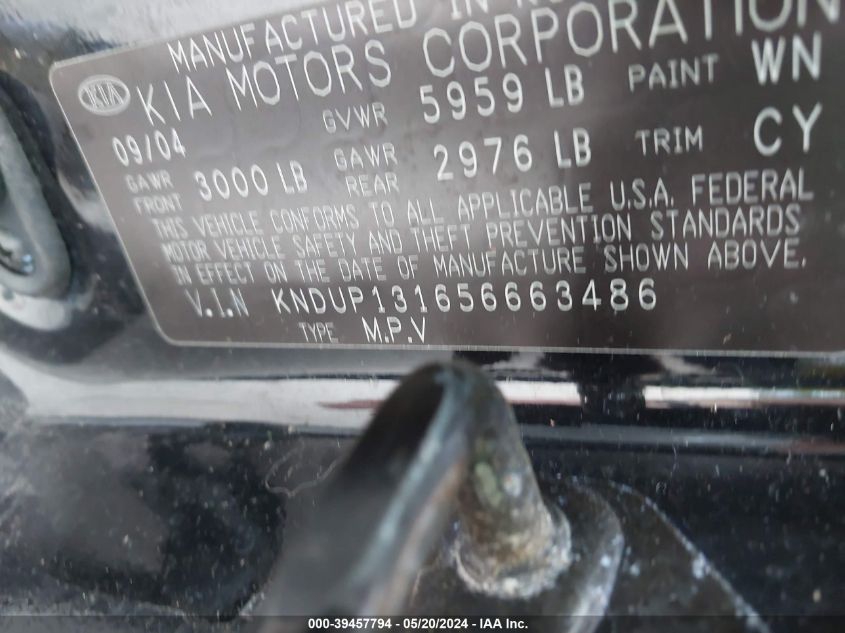 MANUFACTURED IN
KIA KIA MOTORS CORPORATION
09/04 GVWR 5959 LB PAINT WN
GAWR FRONT 3000 LB GAWR REAR 2976 LB TRIM CY
THIS VEHICLE CONFORMS TO ALL APPLICABLE U.S.A. FEDERAL
MOTOR VEHICLE SAFETY AND THEFT PREVENTION STANDARDS
IN EFFECT ON THE DATE OF MANUFACTURE SHOWN ABOVE.
V.I.N KNDUP131656663486
TYPE M.P.V
000-39457794 - 05/20/2024 - IAA Inc.